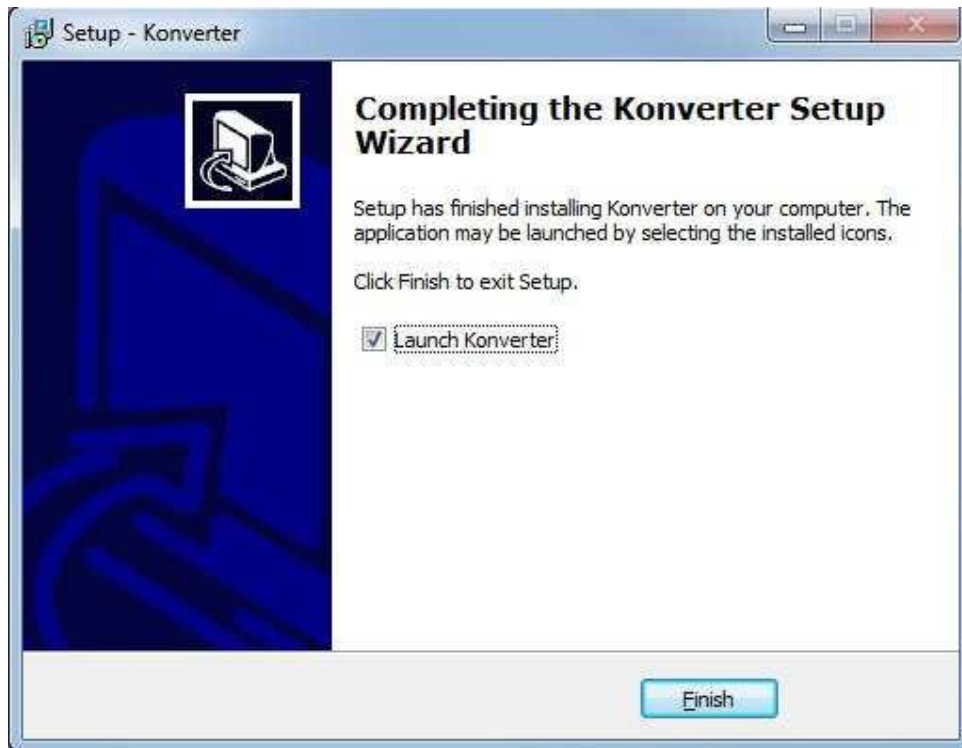 Setup - Konverter
Completing the Konverter Setup
Wizard
Setup has finished installing Konverter on your computer. The
application may be launched by selecting the installed icons.
Click Finish to exit Setup.
Launch Konverter
Finish